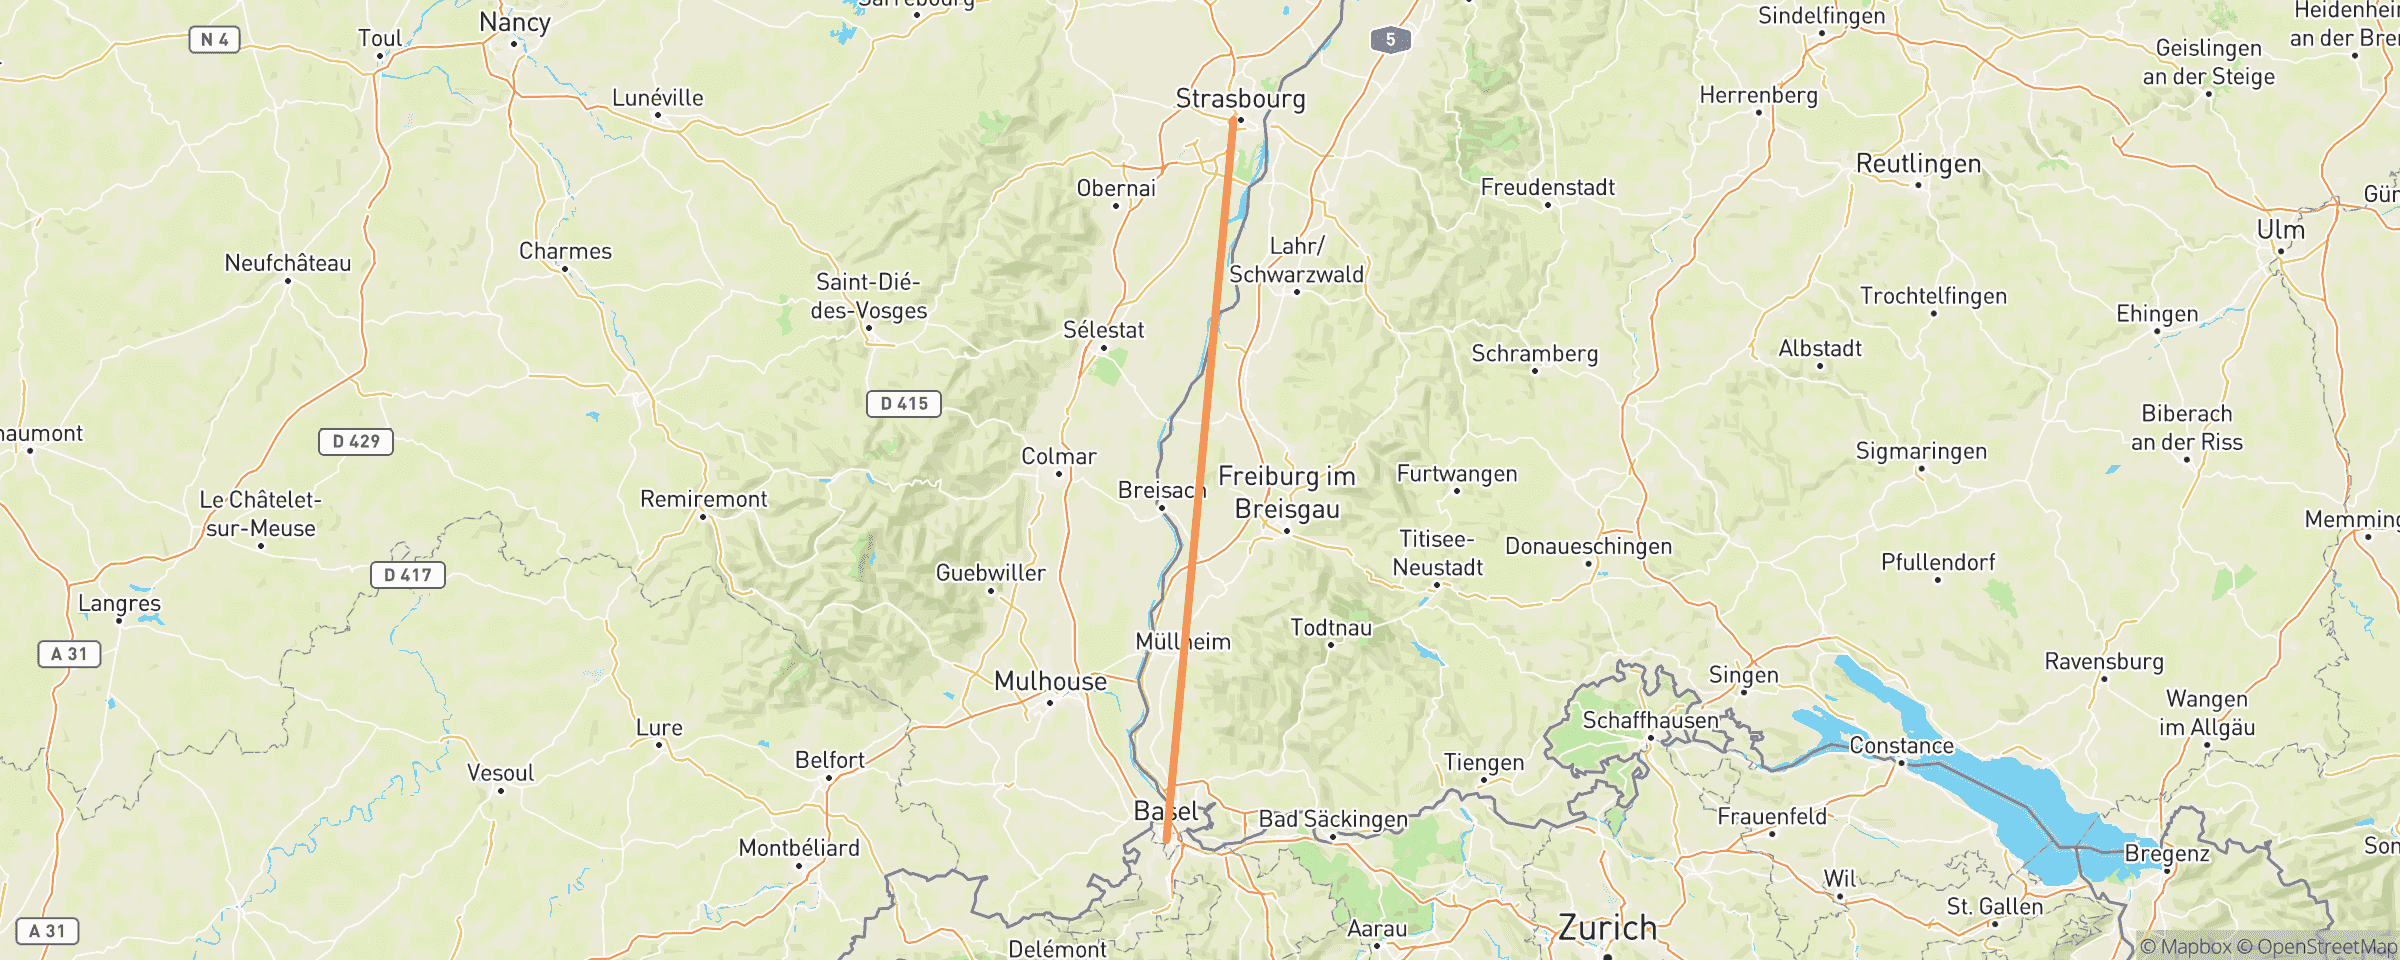 Sarrebourg
Nancy
Toul
N 4
5
Sindelfingen
Heidenheim
an der Bren
Geislingen
an der Steige
Lunéville
Strasbourg
Herrenberg
Reutlingen
Obernai
Freudenstadt
Gün
Ulm
Charmes
Neufchâteau
Lahr/
Schwarzwald
Saint-Dié-
des-Vosges
Trochtelfingen
Ehingen
Sélestat
Schramberg
Albstadt
D 415
Biberach
an der Riss
haumont
D 429
Colmar
Sigmaringen
Freiburg im
Breisgau
Furtwangen
Breisach
Remiremont
Le Châtelet-
sur-Meuse
Memming
Titisee-
Neustadt
Donaueschingen
Pfullendorf
Guebwiller
D 417
Langres
Todtnau
Müllheim
A 31
Ravensburg
Singen
Mulhouse
Wangen
im Allgäu
Schaffhausen
Lure
Constance
Belfort
Tiengen
Vesoul
Basel
Bad Säckingen
Frauenfeld
Montbéliard
Son
Bregenz
Wil
St. Gallen
A 31
Aarau
Zurich
Delémont
© Mapbox © OpenStreetMap